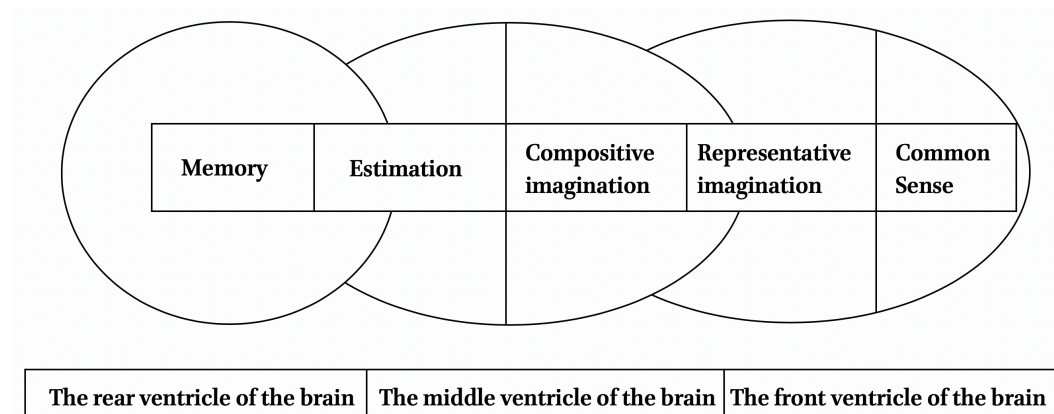 Memory
Estimation
Compositive
imagination
Representative
imagination
Common
Sense
The rear ventricle of the brain
The middle ventricle of the brain
The front ventricle of the brain